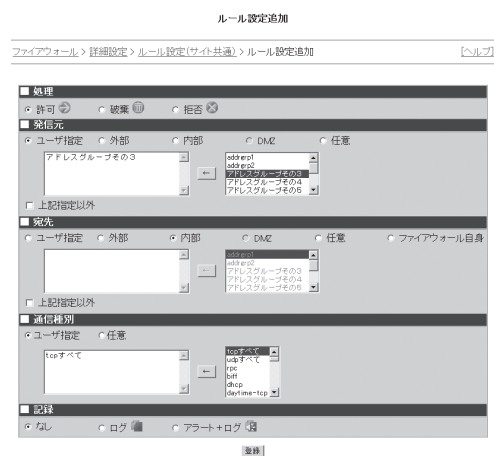 ルール設定追加
ファイアウォール > 詳細設定 > ルール設定(サイト共通) > ルール設定追加 [ヘルプ]
■ 処理
許可 破棄 拒否
■ 発信元
ユーザ指定 外部 内部 DMZ 任意
アドレスグループその3
←
addrgrp1
addrgrp2
アドレスグループその3
アドレスグループその4
アドレスグループその5
上記指定以外
■ 宛先
ユーザ指定 外部 内部 DMZ 任意 ファイアウォール自身
←
addrgrp1
addrgrp2
アドレスグループその3
アドレスグループその4
アドレスグループその5
上記指定以外
■ 通信種別
ユーザ指定 任意
tcpすべて
←
tcpすべて
udpすべて
rpc
biff
dhcp
daytime-tcp
■ 記録
なし ログ アラート+ログ
登録